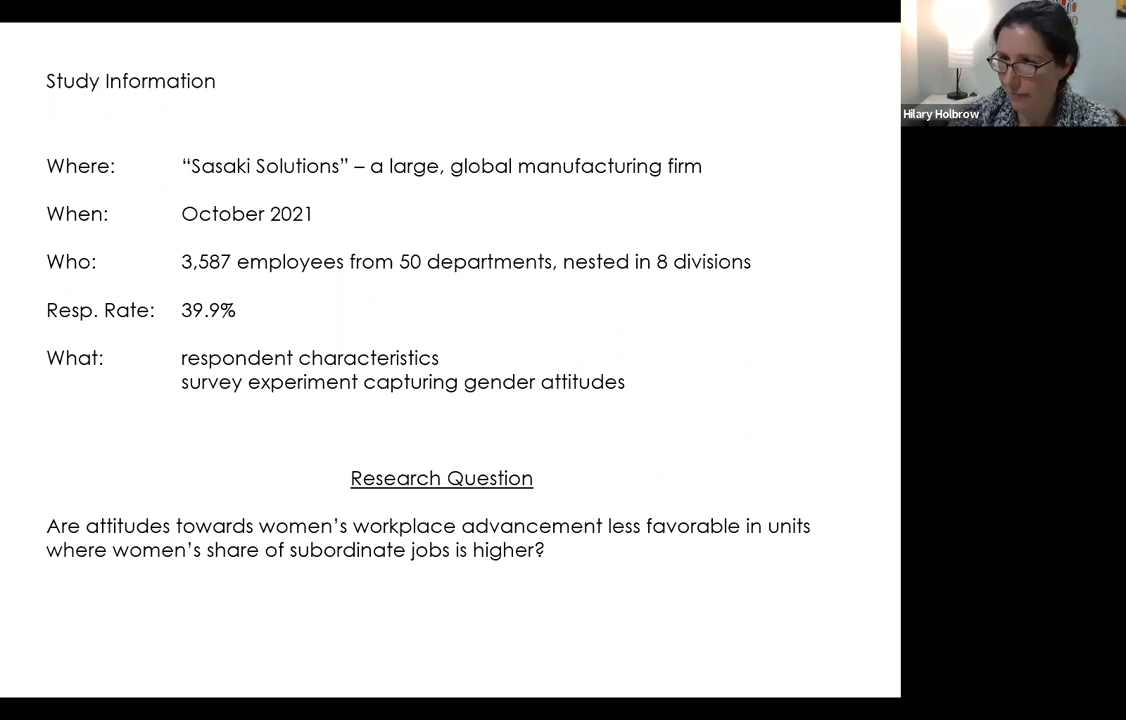 Study Information
Where: “Sasaki Solutions” – a large, global manufacturing firm
When: October 2021
Who: 3,587 employees from 50 departments, nested in 8 divisions
Resp. Rate: 39.9%
What: respondent characteristics
survey experiment capturing gender attitudes
Research Question
Are attitudes towards women’s workplace advancement less favorable in units
where women’s share of subordinate jobs is higher?
Hilary Holbrow